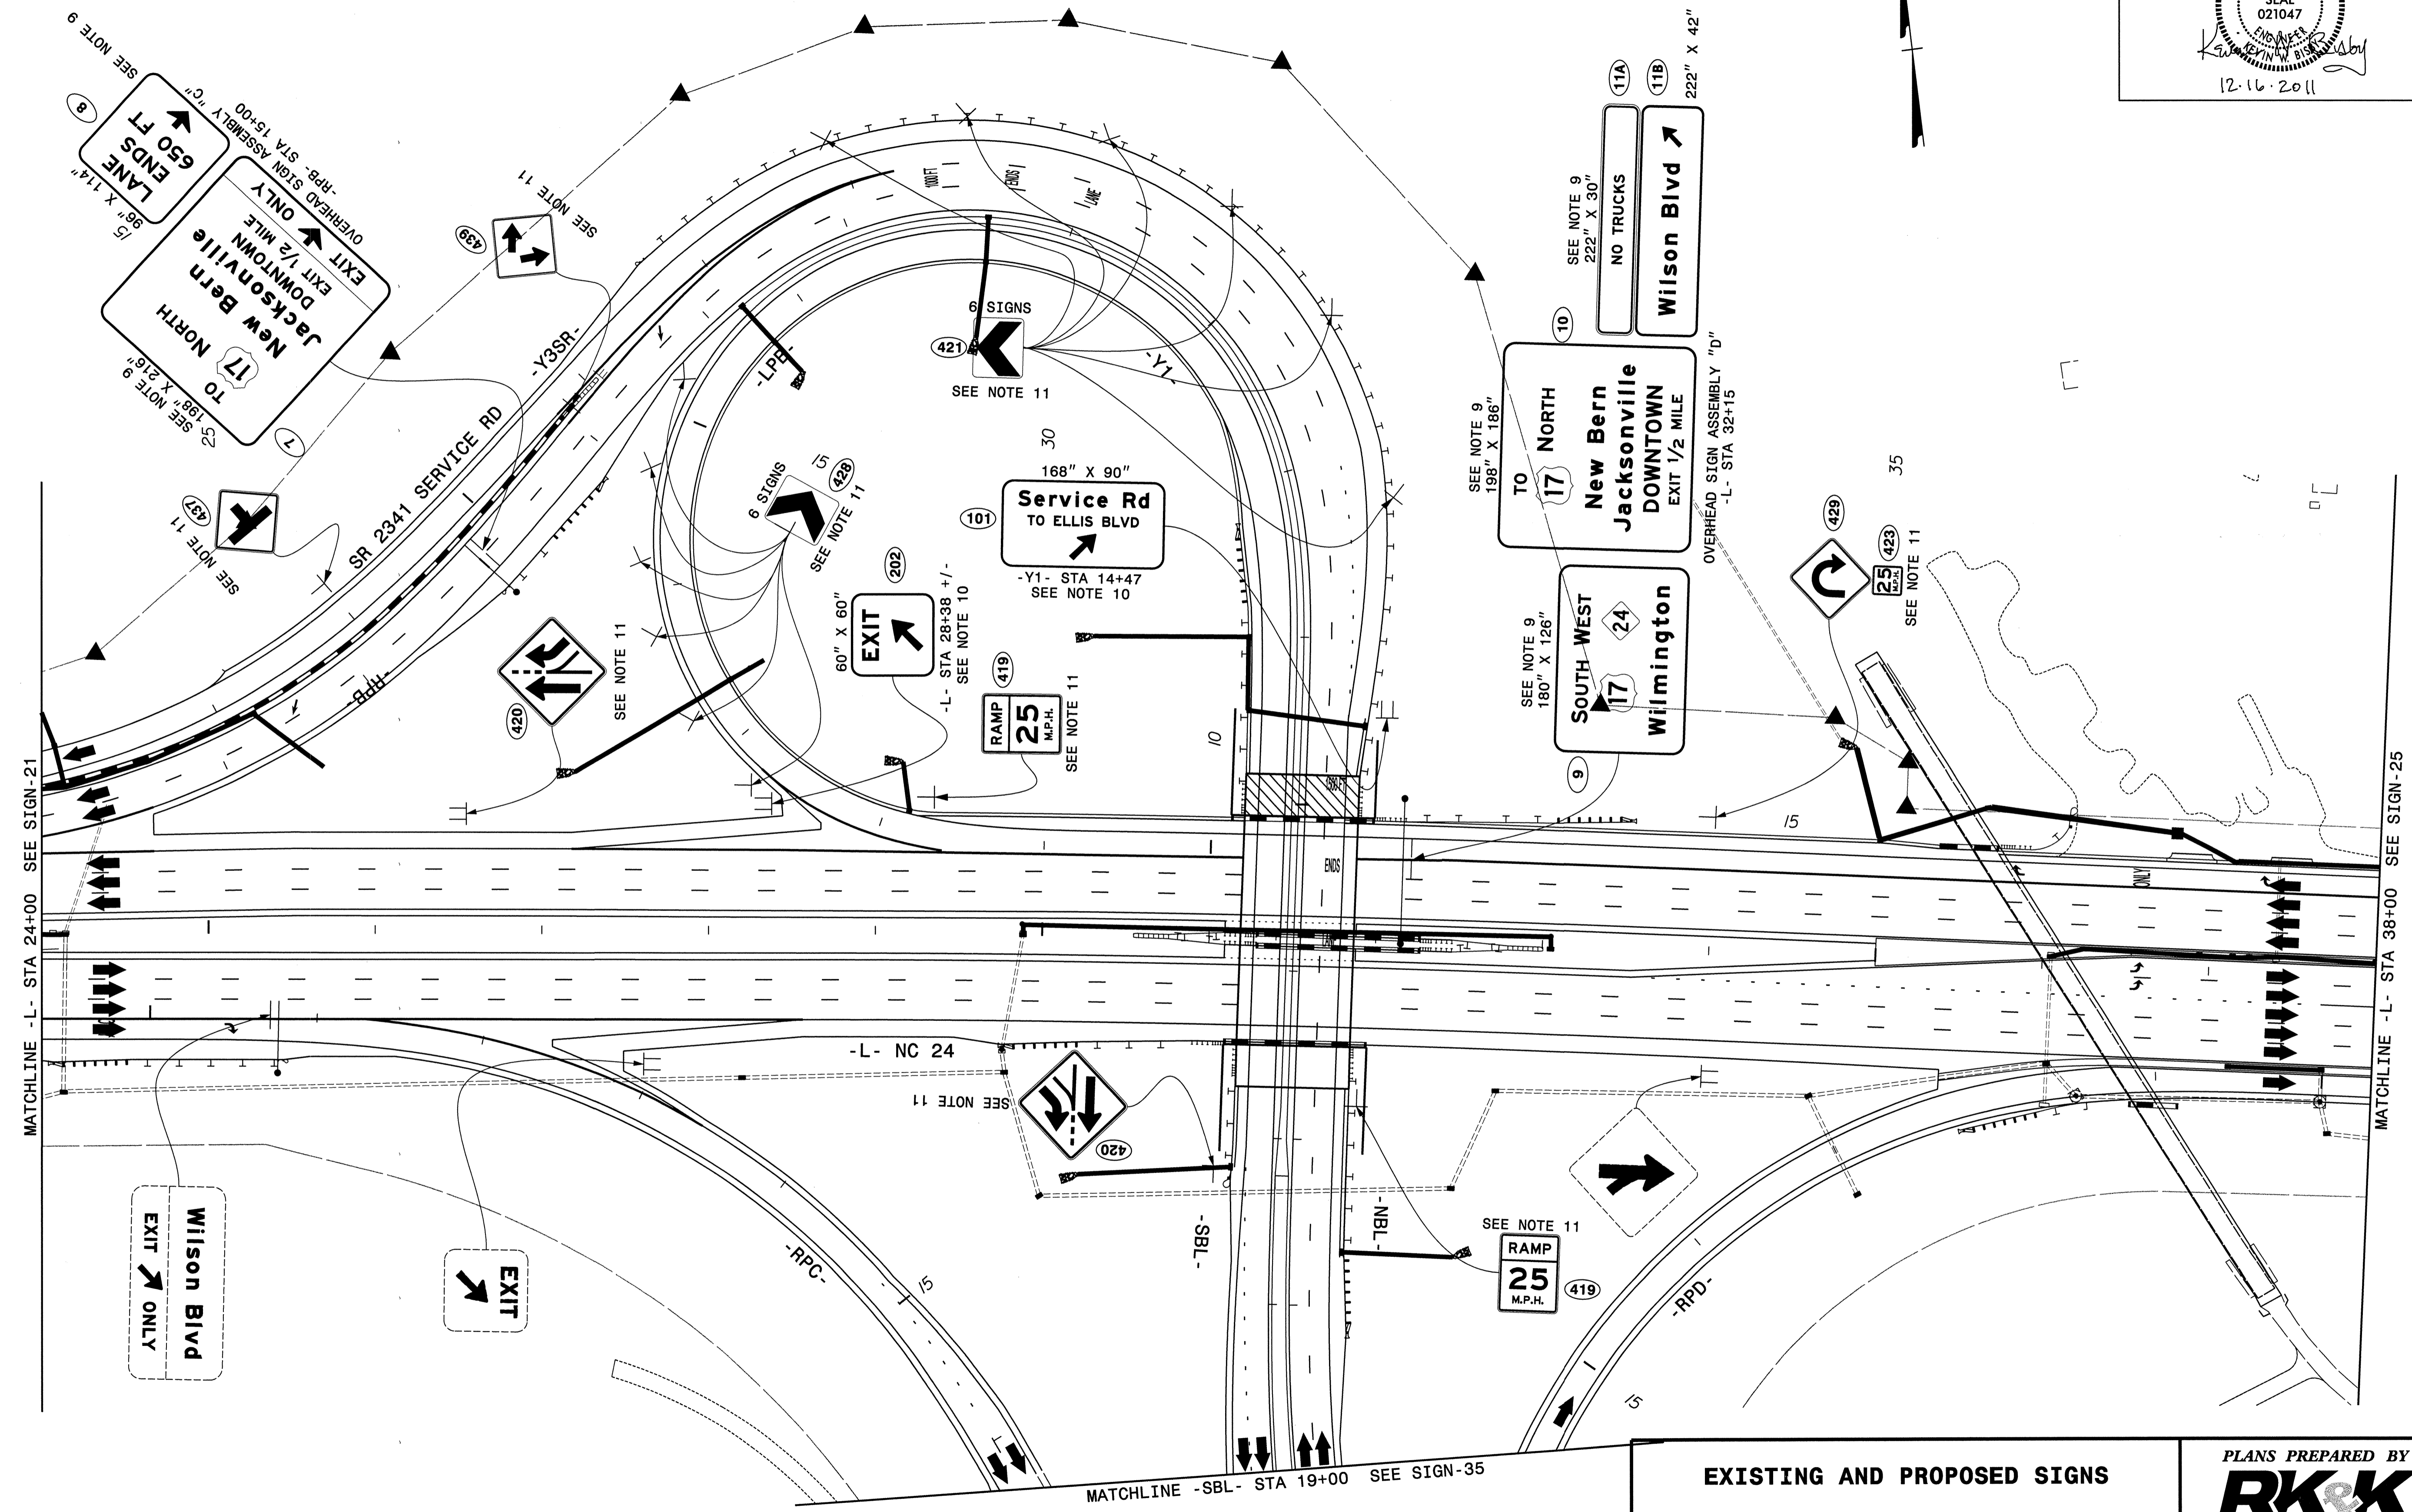 SEE NOTE 9
8
LANE
ENDS
650 FT
96" X 114"
15
OVERHEAD SIGN ASSEMBLY "C"
-RPB- STA 15+00
TO 17 NORTH
New Bern
Jacksonville
DOWNTOWN
EXIT 1/2 MILE
EXIT ONLY
SEE NOTE 9
198" X 216"
25
7
439
SEE NOTE 11
437
SEE NOTE 11
SR 2341 SERVICE RD
-Y3SR-
-LPB-
-RPB-
1000 FT
ENDS
LANE
6 SIGNS
421
SEE NOTE 11
-Y1-
30
6 SIGNS
15
428
SEE NOTE 11
168" X 90"
101
Service Rd
TO ELLIS BLVD
-Y1- STA 14+47
SEE NOTE 10
202
60" X 60"
EXIT
-L- STA 28+38 +/-
SEE NOTE 10
419
RAMP
25
M.P.H.
SEE NOTE 11
420
SEE NOTE 11
10
11A
11B
222" X 42"
SEE NOTE 9
222" X 30"
NO TRUCKS
Wilson Blvd
10
SEE NOTE 9
198" X 186"
TO 17 NORTH
New Bern
Jacksonville
DOWNTOWN
EXIT 1/2 MILE
OVERHEAD SIGN ASSEMBLY "D"
-L- STA 32+15
SEE NOTE 9
180" X 126"
SOUTH WEST
17 24
Wilmington
9
35
429
25
M.P.H.
423
SEE NOTE 11
15
SEAL
021047
ENGINEER
KEVIN W. BISBY
12.16.2011
MATCHLINE -L- STA 24+00 SEE SIGN-21
MATCHLINE -L- STA 38+00 SEE SIGN-25
ENDS
ONLY
-L- NC 24
SEE NOTE 11
420
-SBL-
-NBL-
SEE NOTE 11
RAMP
25
M.P.H.
419
Wilson Blvd
EXIT ONLY
EXIT
-RPC-
15
-RPD-
15
MATCHLINE -SBL- STA 19+00 SEE SIGN-35
EXISTING AND PROPOSED SIGNS
PLANS PREPARED BY
RK&K